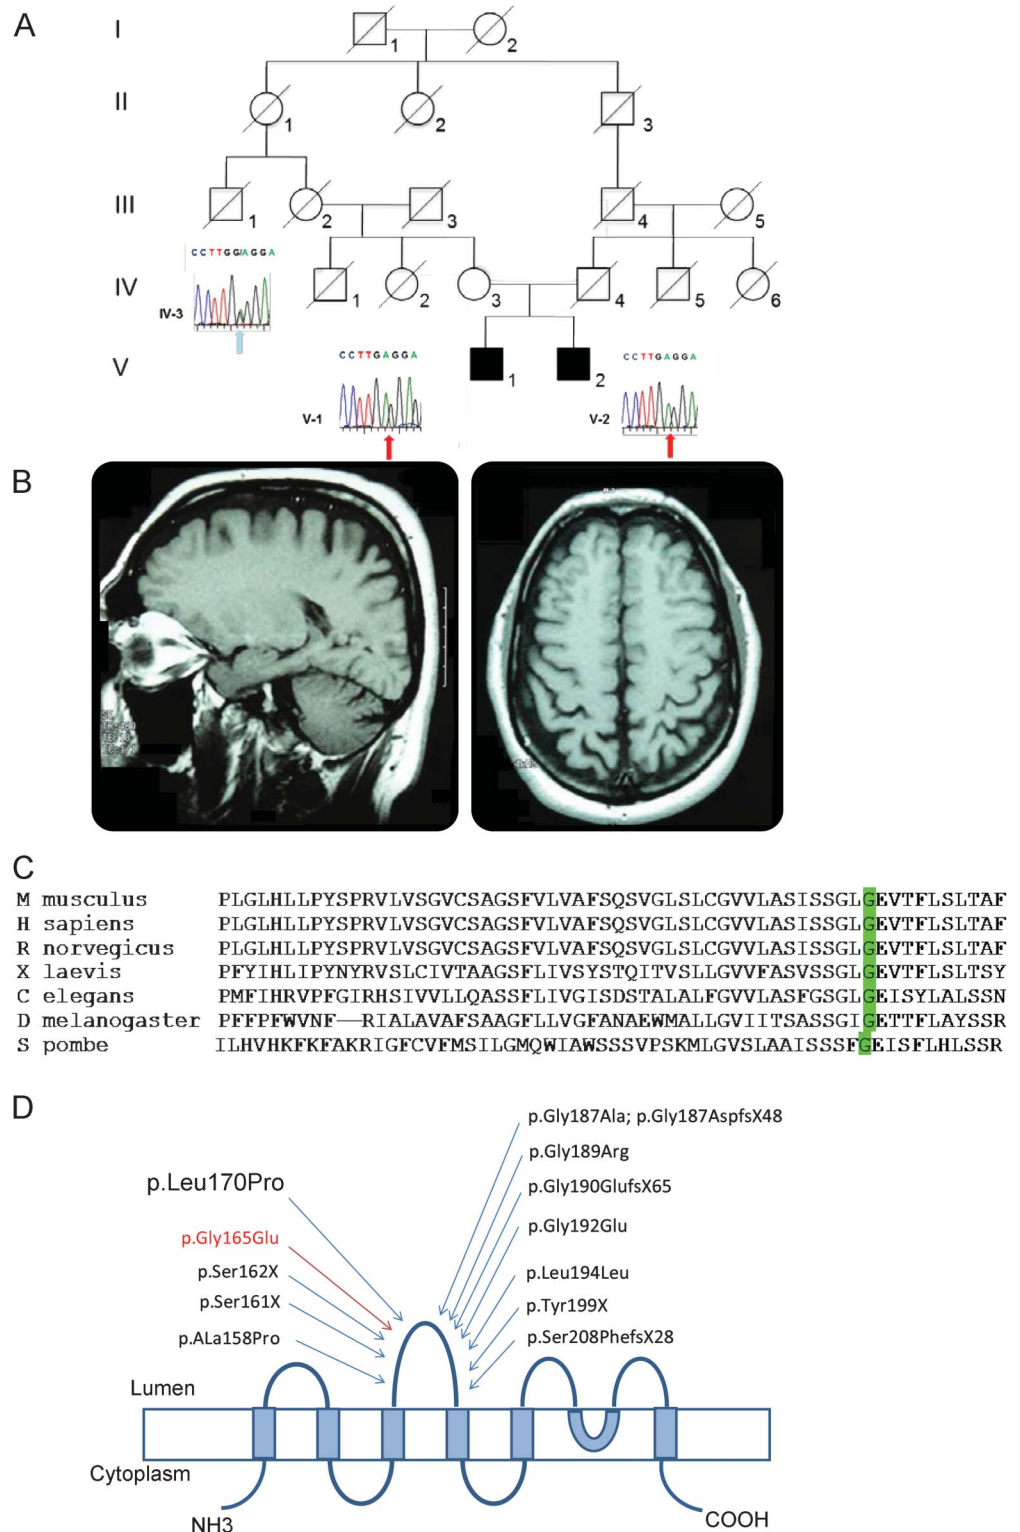 A
I
1
2
II
1
2
3
III
1
2
3
4
5
CCTTGG/AGGA
IV
1
2
3
4
5
6
IV-3
V
CCTTGAGGA
1
2
CCTTGAGGA
V-1
V-2
B
C
M musculus PLGLHLLPYSPRVLVSGVCSAGSFVLVAFSQSVGLSLCGVVLASISSGLGEVTFLSLTAF
H sapiens PLGLHLLPYSPRVLVSGVCSAGSFVLVAFSQSVGLSLCGVVLASISSGLGEVTFLSLTAF
R norvegicus PLGLHLLPYSPRVLVSGVCSAGSFVLVAFSQSVGLSLCGVVLASISSGLGEVTFLSLTAF
X laevis PFYIHLIPYNYRVSLCIVTAAGSFLIVSYSTQITVSLLGVVFASVSSGLGEVTFLSLTSY
C elegans PMFIHRVPFGIRHSIVVLLQASSFLIVGISDSTALALFGVVLASFGSGLGEISYLALSSN
D melanogaster PFFPFWVNF—RIALAVAFSAAGFLLVGFANAEWMALLGVIITSASSGIGETTFLAYSSR
S pombe ILHVHKFKFAKRIGFCVFMSILGMQWIAWSSSVPSKMLGVSLAAISSSFGEISFLHLSSR
D
p.Gly187Ala; p.Gly187AspfsX48
p.Gly189Arg
p.Leu170Pro
p.Gly190GlufsX65
p.Gly165Glu
p.Gly192Glu
p.Ser162X
p.Leu194Leu
p.Ser161X
p.Tyr199X
p.ALa158Pro
p.Ser208PhefsX28
Lumen
Cytoplasm
NH3
COOH